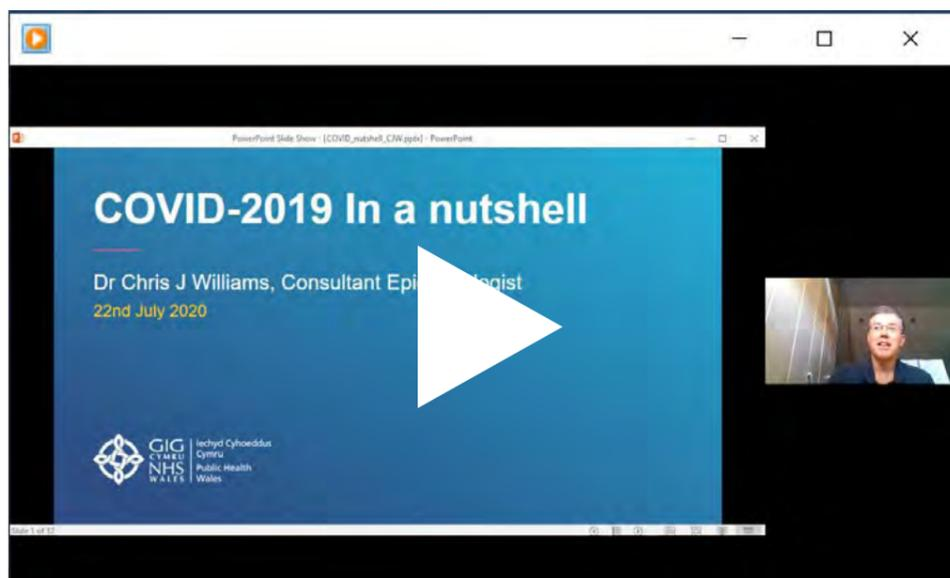 PowerPoint Slide Show - [COVID_nutshell_CJW.pptx] - PowerPoint
COVID-2019 In a nutshell
Dr Chris J Williams, Consultant
22nd July 2020
GIG
CYMRU
NHS
WALES
Iechyd Cyhoeddus
Cymru
Public Health
Wales